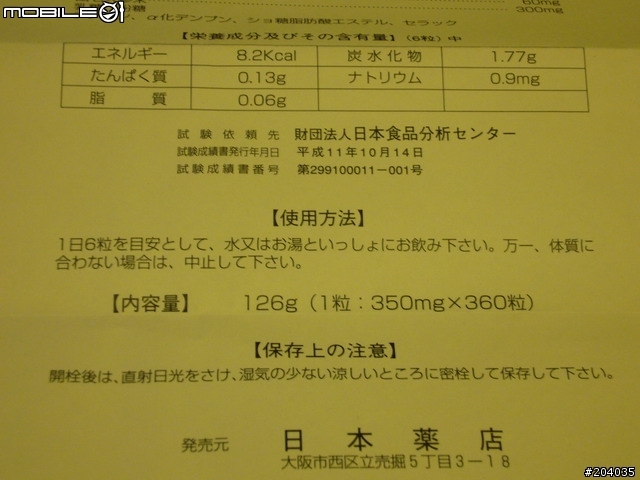 MOBILE01
60mg
糖 300mg
、α化デンプン、ショ糖脂肪酸エステル、セラック
【栄養成分及びその含有量】(6粒)中
エネルギー 8.2Kcal 炭水化物 1.77g
たんぱく質 0.13g ナトリウム 0.9mg
脂質 0.06g
試験依頼先 財団法人日本食品分析センター
試験成績書発行年月日 平成11年10月14日
試験成績書番号 第299100011−001号
【使用方法】
1日6粒を目安として、水又はお湯といっしょにお飲み下さい。万一、体質に
合わない場合は、中止して下さい。
【内容量】 126g(1粒:350mg×360粒)
【保存上の注意】
開栓後は、直射日光をさけ、湿気の少ない涼しいところに密栓して保存して下さい。
発売元 日本薬店
大阪市西区立売堀5丁目3−18
#204035